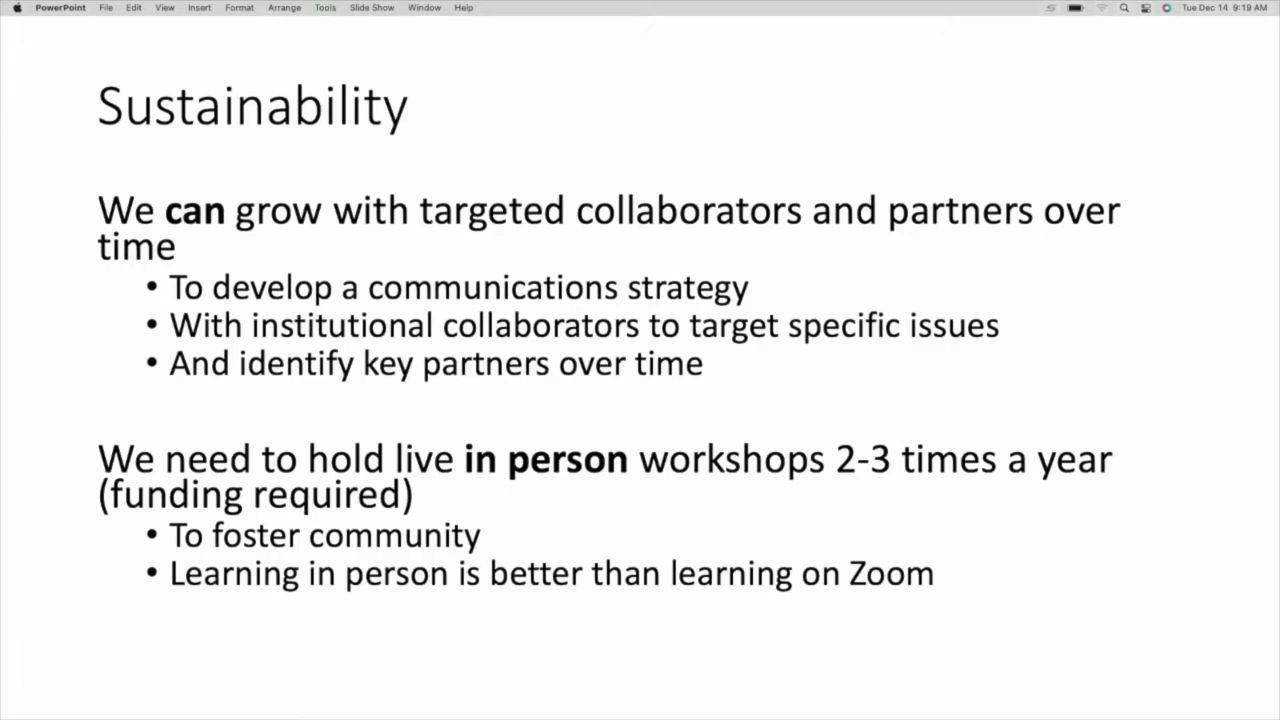 PowerPoint File Edit View Insert Format Arrange Tools Slide Show Window Help Tue Dec 14 9:19 AM
Sustainability
We can grow with targeted collaborators and partners over
time
• To develop a communications strategy
• With institutional collaborators to target specific issues
• And identify key partners over time
We need to hold live in person workshops 2-3 times a year
(funding required)
• To foster community
• Learning in person is better than learning on Zoom